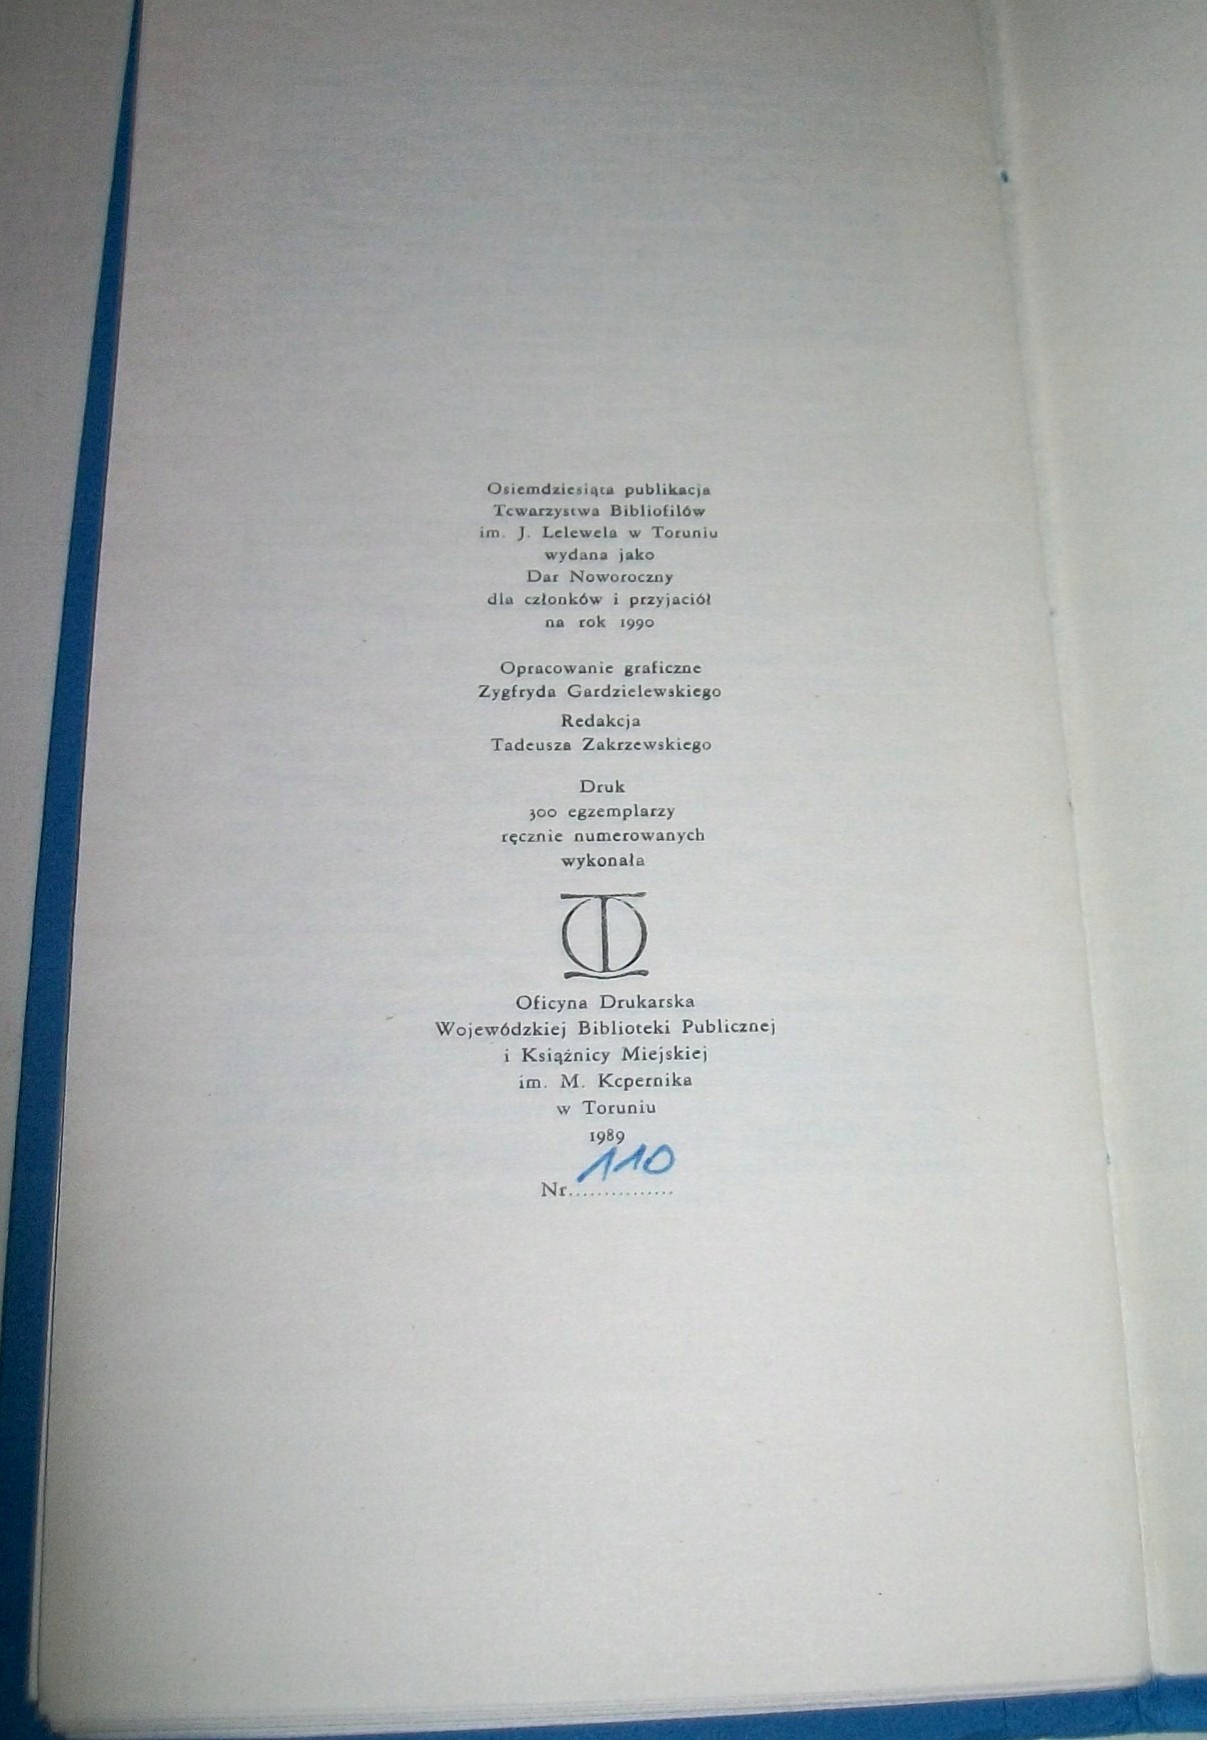 Osiemdziesiąta publikacja
Towarzystwa Bibliofilów
im. J. Lelewela w Toruniu
wydana jako
Dar Noworoczny
dla członków i przyjaciół
na rok 1990
Opracowanie graficzne
Zygfryda Gardzielewskiego
Redakcja
Tadeusza Zakrzewskiego
Druk
300 egzemplarzy
ręcznie numerowanych
wykonała
Oficyna Drukarska
Wojewódzkiej Biblioteki Publicznej
i Książnicy Miejskiej
im. M. Kopernika
w Toruniu
1989
110
Nr...............